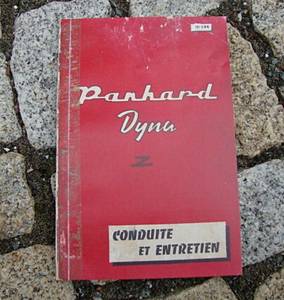 Panhard
Dyna
Z
CONDUITE
ET ENTRETIEN